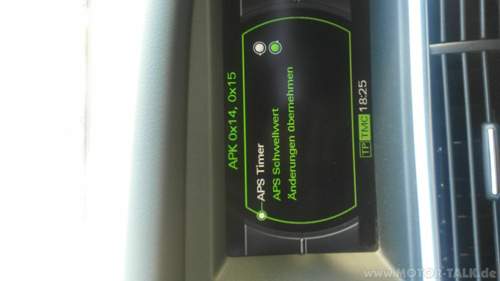 APK 0x14, 0x15
APS Timer
APS Schwellwert
Änderungen übernehmen
TP TMC 18:25
© www.MOTOR-TALK.de